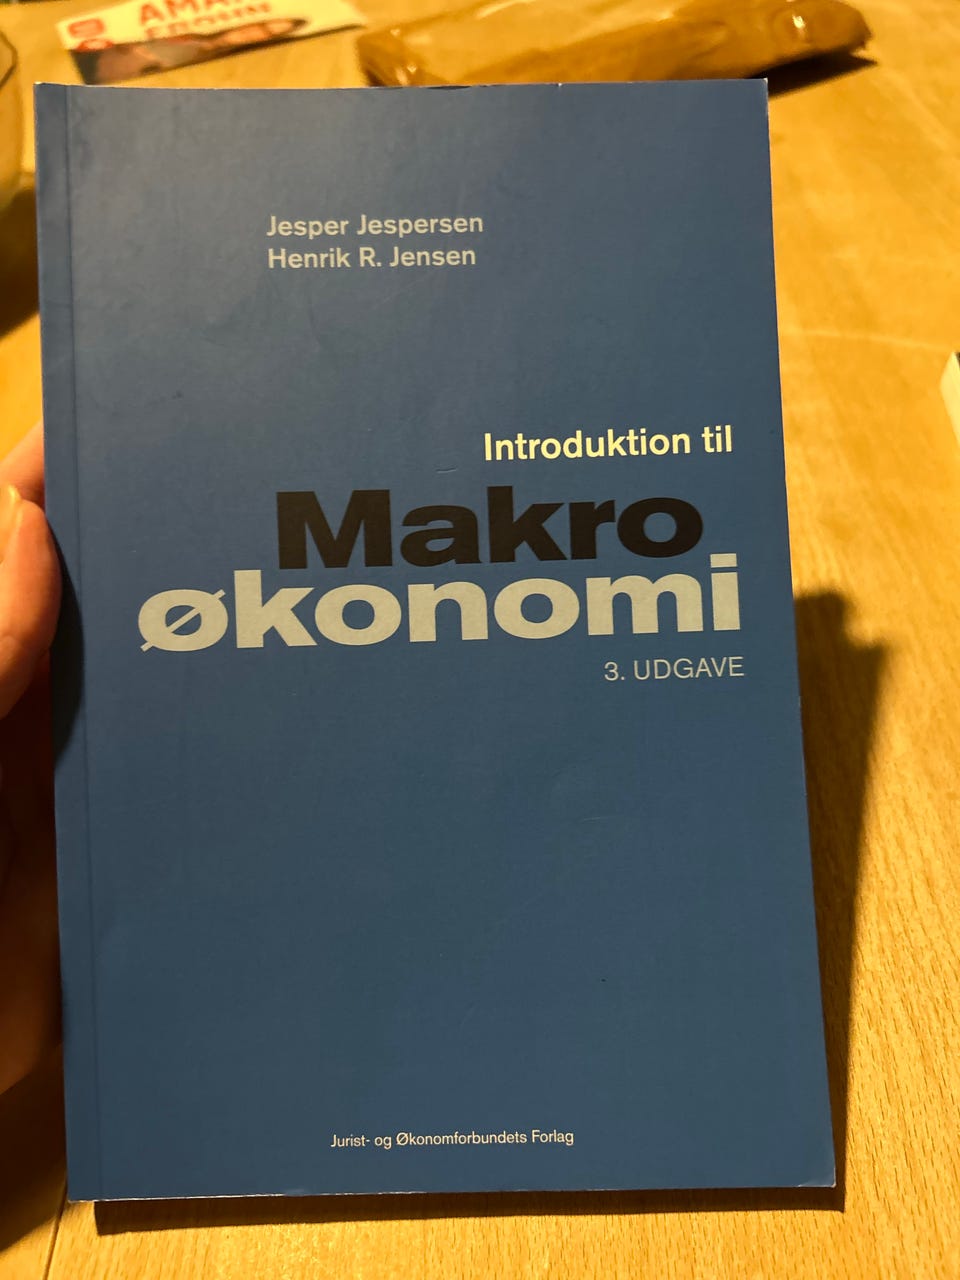 Jesper Jespersen
Henrik R. Jensen
Introduktion til
Makro
økonomi
3. UDGAVE
Jurist- og Økonomforbundets Forlag